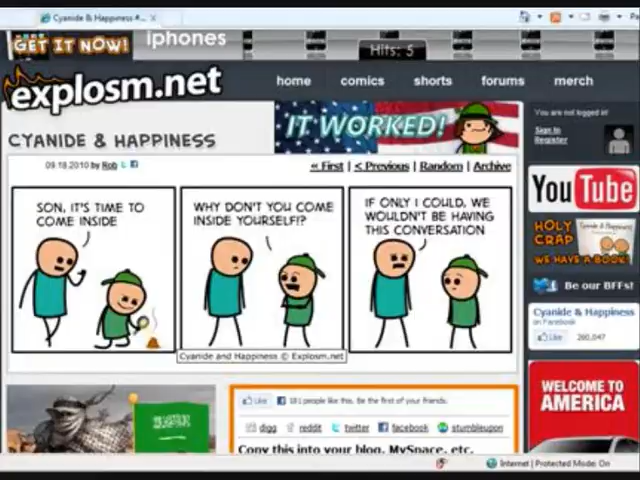 Cyanide & Happiness #...
GET IT NOW!
iphones
Hits: 5
explosm.net
home
comics
shorts
forums
merch
CYANIDE & HAPPINESS
IT WORKED!
You are not logged in!
Sign In
Register
09.18.2010 by Rob
« First | < Previous | Random | Archive
YouTube
SON, IT'S TIME TO
COME INSIDE
WHY DON'T YOU COME
INSIDE YOURSELF!?
IF ONLY I COULD, WE
WOULDN'T BE HAVING
THIS CONVERSATION
HOLY
CRAP
WE HAVE A BOOK!
Be our BFFs!
Cyanide & Happiness
on Facebook
Like
Cyanide and Happiness © Explosm.net
WELCOME TO
AMERICA
Like
181 people like this. Be the first of your friends.
digg
reddit
twitter
facebook
stumbleupon
Copy this into your blog, MySpace, etc.
Internet | Protected Mode: On